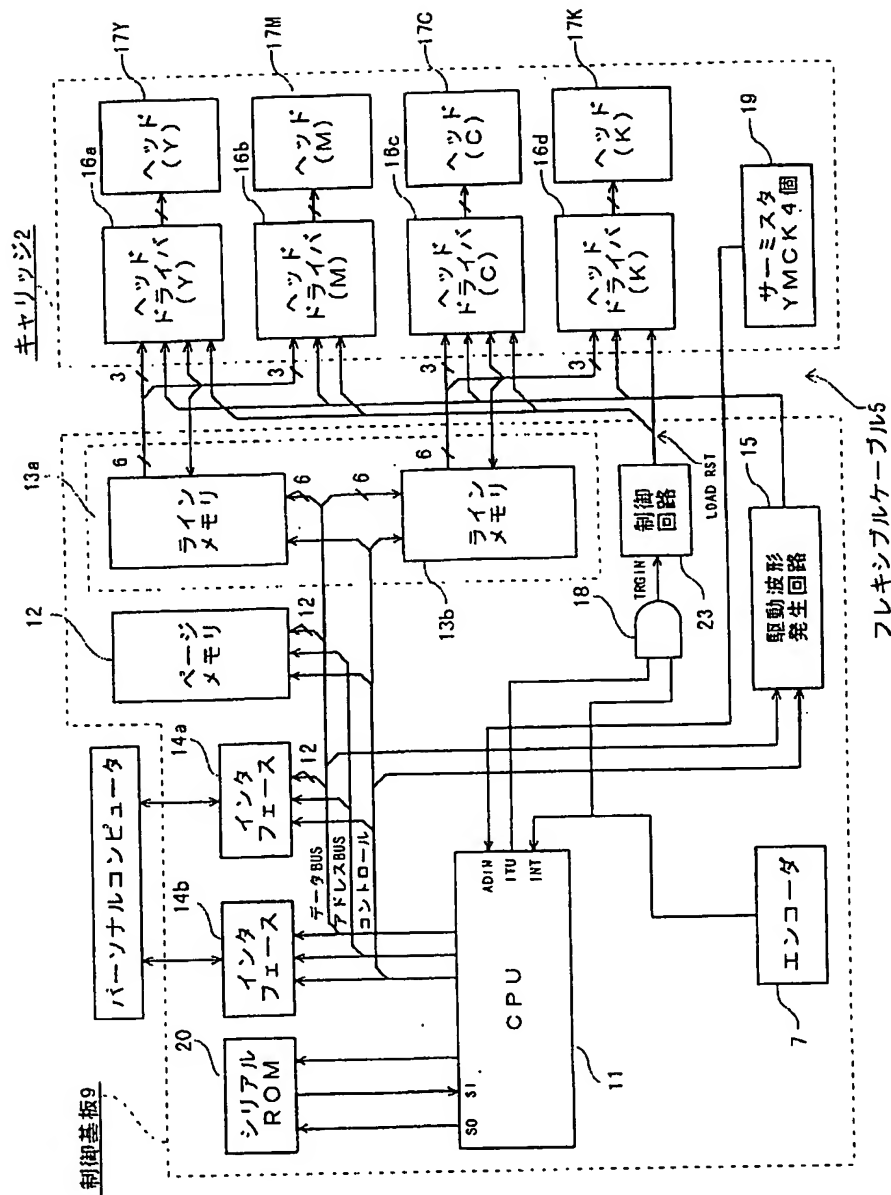 キャリッジ2
16a
17Y
ヘッド
ドライバ
(Y)
ヘッド
(Y)
16b
17M
ヘッド
ドライバ
(M)
ヘッド
(M)
16c
17C
ヘッド
ドライバ
(C)
ヘッド
(C)
16d
17K
ヘッド
ドライバ
(K)
ヘッド
(K)
19
サーミスタ
YMCK4個
3
3
3
3
フレキシブルケーブル5
13a
6
ライン
メモリ
6
6
6
ライン
メモリ
13b
12
ページ
メモリ
12
18
TRGIN
制御
回路
23
LOAD RST
15
駆動波形
発生回路
パーソナルコンピュータ
14a
インタ
フェース
12
14b
インタ
フェース
データBUS
アドレスBUS
コントロール
20
シリアル
ROM
制御基板9
SO
SI
ADIN
ITU
INT
CPU
11
エンコーダ
7